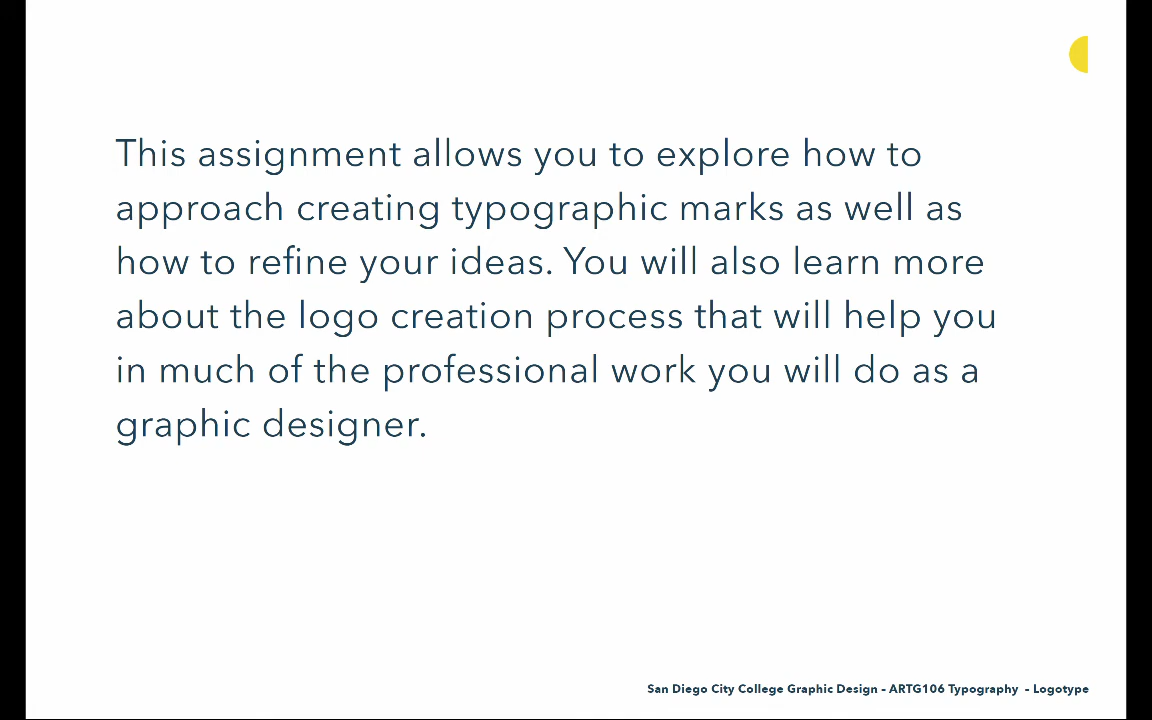 This assignment allows you to explore how to
approach creating typographic marks as well as
how to refine your ideas. You will also learn more
about the logo creation process that will help you
in much of the professional work you will do as a
graphic designer.
San Diego City College Graphic Design – ARTG106 Typography – Logotype